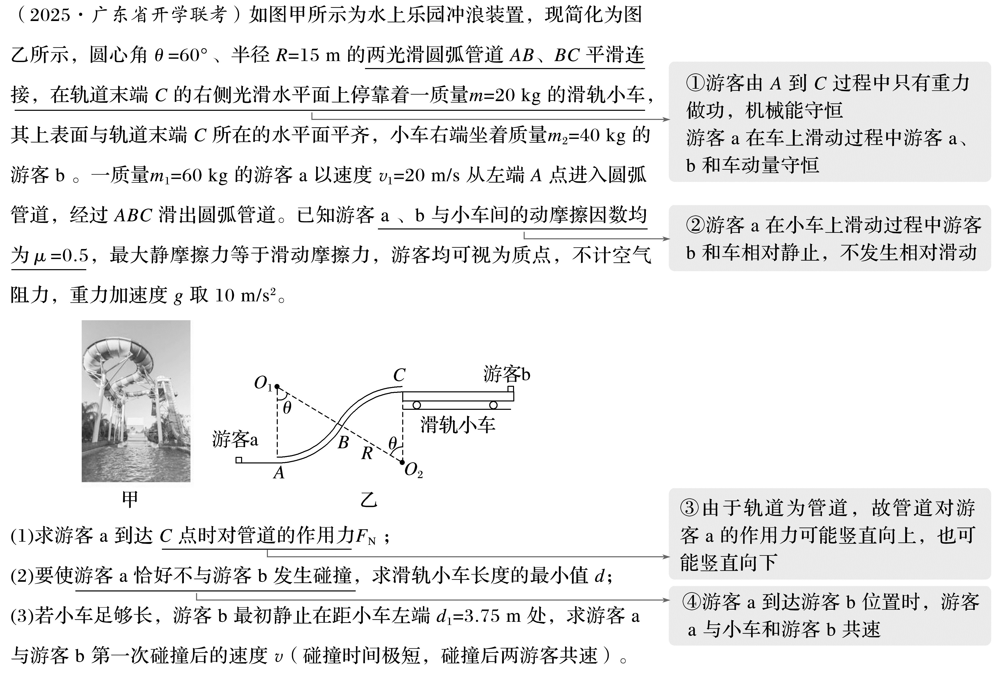 （2025·广东省开学联考）如图甲所示为水上乐园冲浪装置，现简化为图
乙所示，圆心角 θ=60°、半径 R=15 m 的两光滑圆弧管道 AB、BC 平滑连
接，在轨道末端 C 的右侧光滑水平面上停靠着一质量m=20 kg 的滑轨小车，
其上表面与轨道末端 C 所在的水平面平齐，小车右端坐着质量m₂=40 kg 的
游客 b 。一质量m₁=60 kg 的游客 a 以速度 v₁=20 m/s 从左端 A 点进入圆弧
管道，经过 ABC 滑出圆弧管道。已知游客 a 、b 与小车间的动摩擦因数均
为 μ=0.5，最大静摩擦力等于滑动摩擦力，游客均可视为质点，不计空气
阻力，重力加速度 g 取 10 m/s²。
①游客由 A 到 C 过程中只有重力
做功，机械能守恒
游客 a 在车上滑动过程中游客 a、
b 和车动量守恒
②游客 a 在小车上滑动过程中游客
b 和车相对静止，不发生相对滑动
O₁
θ
C
游客b
滑轨小车
游客a
B
R
θ
A
O₂
甲
乙
(1)求游客 a 到达 C 点时对管道的作用力F_N ；
(2)要使游客 a 恰好不与游客 b 发生碰撞，求滑轨小车长度的最小值 d；
(3)若小车足够长，游客 b 最初静止在距小车左端 d₁=3.75 m 处，求游客 a
与游客 b 第一次碰撞后的速度 v（碰撞时间极短，碰撞后两游客共速）。
③由于轨道为管道，故管道对游
客 a 的作用力可能竖直向上，也可
能竖直向下
④游客 a 到达游客 b 位置时，游客
a 与小车和游客 b 共速